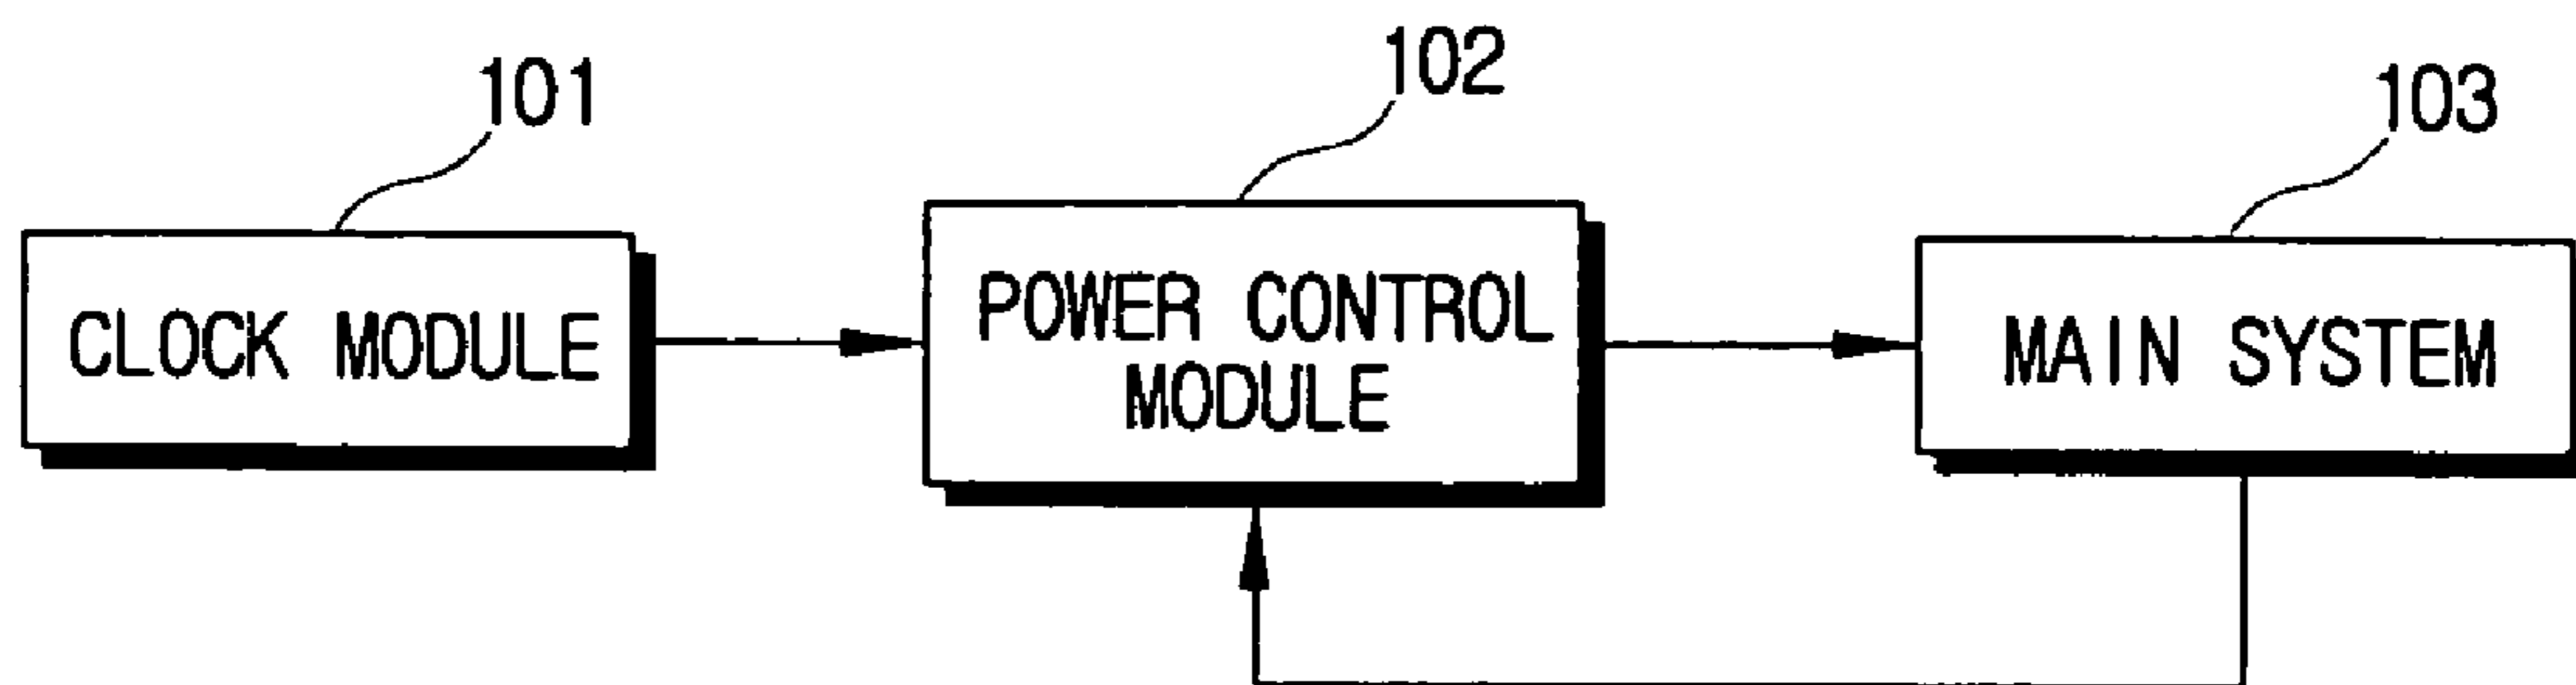 101
102
103
CLOCK MODULE
POWER CONTROL
MODULE
MAIN SYSTEM